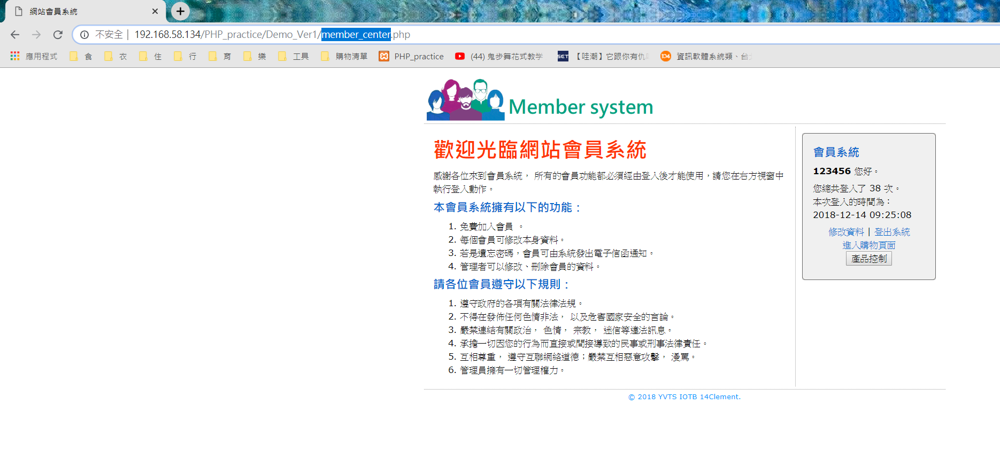 網站會員系統
不安全 | 192.168.58.134/PHP_practice/Demo_Ver1/member_center.php
應用程式 食 衣 住 行 育 樂 工具 購物清單 PHP_practice (44) 鬼步舞花式教学 SET 【哇潮】它跟你有仇 104 資訊軟體系統類、台
Member system
歡迎光臨網站會員系統
感謝各位來到會員系統， 所有的會員功能都必須經由登入後才能使用，請您在右方視窗中
執行登入動作。
本會員系統擁有以下的功能：
1. 免費加入會員 。
2. 每個會員可修改本身資料。
3. 若是遺忘密碼，會員可由系統發出電子信函通知。
4. 管理者可以修改、刪除會員的資料。
請各位會員遵守以下規則：
1. 遵守政府的各項有關法律法規。
2. 不得在發佈任何色情非法， 以及危害國家安全的言論。
3. 嚴禁連結有關政治， 色情， 宗教， 迷信等違法訊息。
4. 承擔一切因您的行為而直接或間接導致的民事或刑事法律責任。
5. 互相尊重， 遵守互聯網絡道德；嚴禁互相惡意攻擊， 漫罵。
6. 管理員擁有一切管理權力。
會員系統
123456 您好。
您總共登入了 38 次。
本次登入的時間為：
2018-12-14 09:25:08
修改資料 | 登出系統
進入購物頁面
產品控制
© 2018 YVTS IOTB 14Clement.